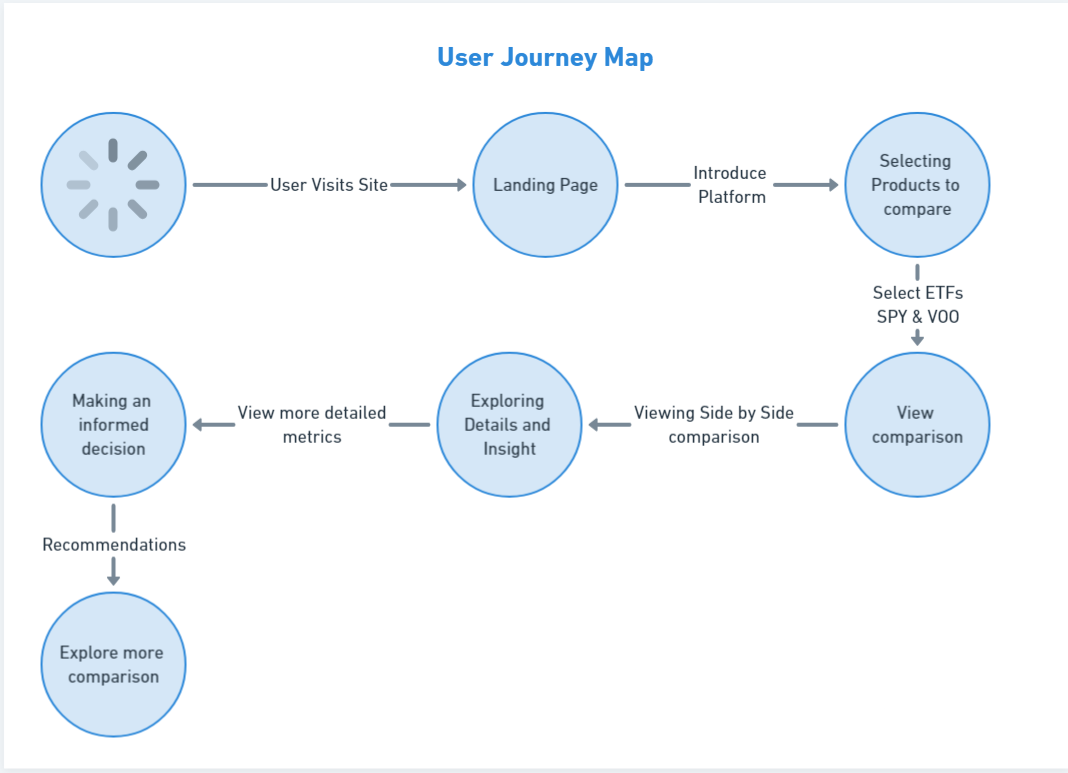 User Journey Map
User Visits Site
Landing Page
Introduce
Platform
Selecting
Products to
compare
Select ETFs
SPY & VOO
View
comparison
Viewing Side by Side
comparison
Exploring
Details and
Insight
View more detailed
metrics
Making an
informed
decision
Recommendations
Explore more
comparison